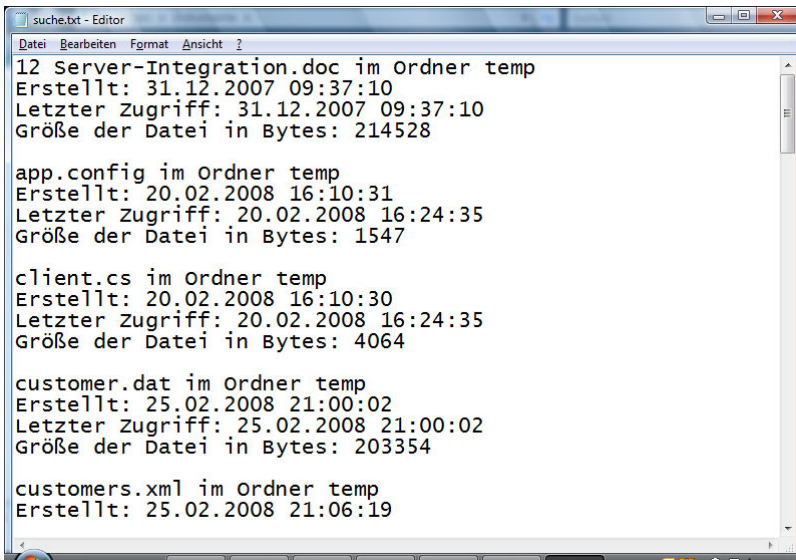 suche.txt - Editor
Datei Bearbeiten Format Ansicht ?
12 Server-Integration.doc im Ordner temp
Erstellt: 31.12.2007 09:37:10
Letzter Zugriff: 31.12.2007 09:37:10
Größe der Datei in Bytes: 214528
app.config im Ordner temp
Erstellt: 20.02.2008 16:10:31
Letzter Zugriff: 20.02.2008 16:24:35
Größe der Datei in Bytes: 1547
client.cs im Ordner temp
Erstellt: 20.02.2008 16:10:30
Letzter Zugriff: 20.02.2008 16:24:35
Größe der Datei in Bytes: 4064
customer.dat im Ordner temp
Erstellt: 25.02.2008 21:00:02
Letzter Zugriff: 25.02.2008 21:00:02
Größe der Datei in Bytes: 203354
customers.xml im Ordner temp
Erstellt: 25.02.2008 21:06:19